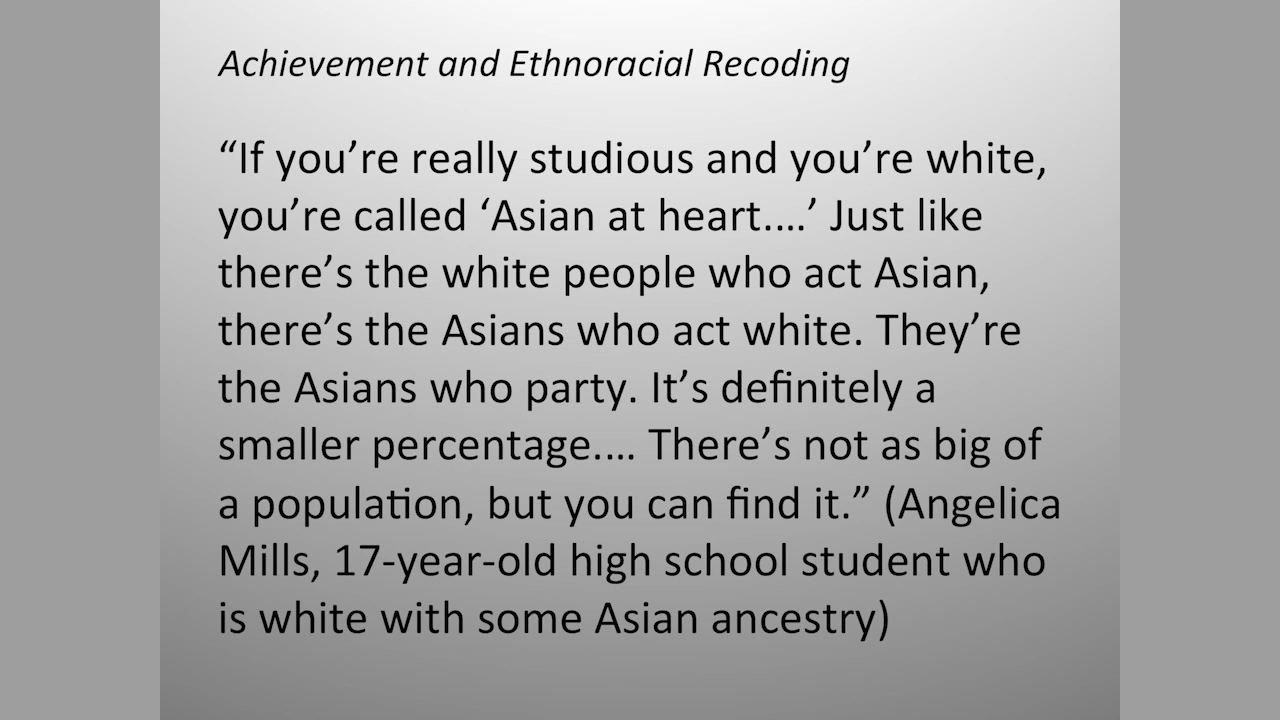 Achievement and Ethnoracial Recoding
“If you’re really studious and you’re white,
you’re called ‘Asian at heart.…’ Just like
there’s the white people who act Asian,
there’s the Asians who act white. They’re
the Asians who party. It’s definitely a
smaller percentage.… There’s not as big of
a population, but you can find it.” (Angelica
Mills, 17-year-old high school student who
is white with some Asian ancestry)